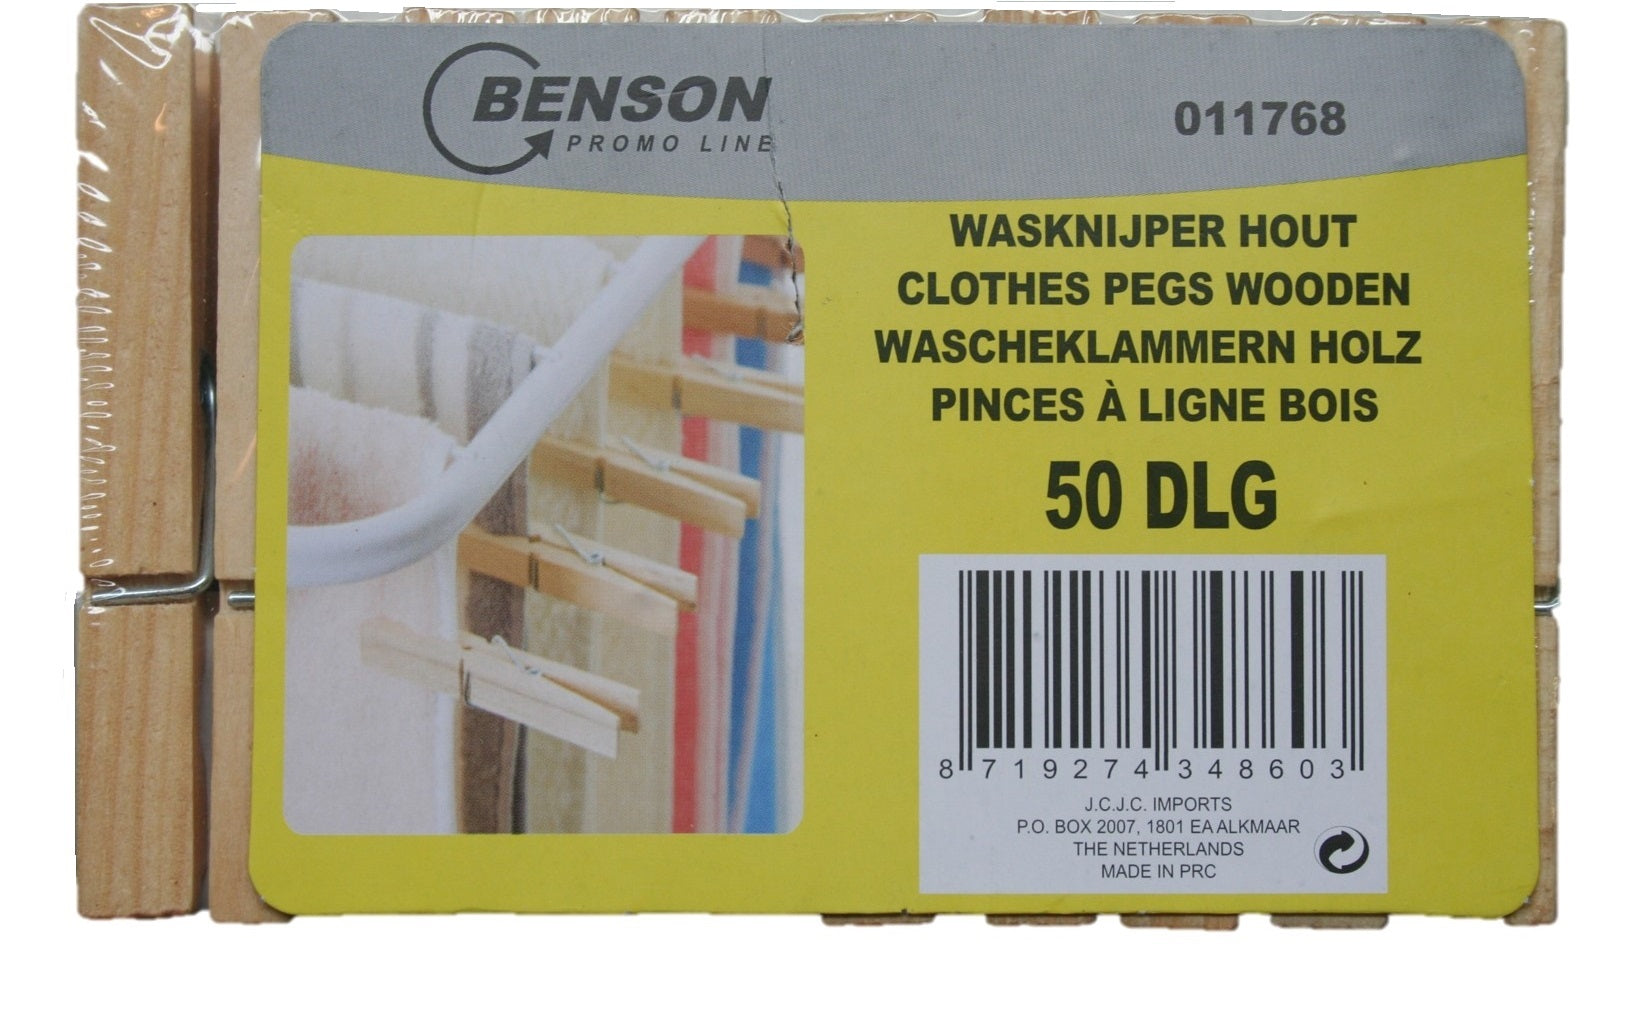 BENSON
PROMO LINE
011768
WASKNIJPER HOUT
CLOTHES PEGS WOODEN
WASCHEKLAMMERN HOLZ
PINCES À LIGNE BOIS
50 DLG
8 719274 348603
J.C.J.C. IMPORTS
P.O. BOX 2007, 1801 EA ALKMAAR
THE NETHERLANDS
MADE IN PRC